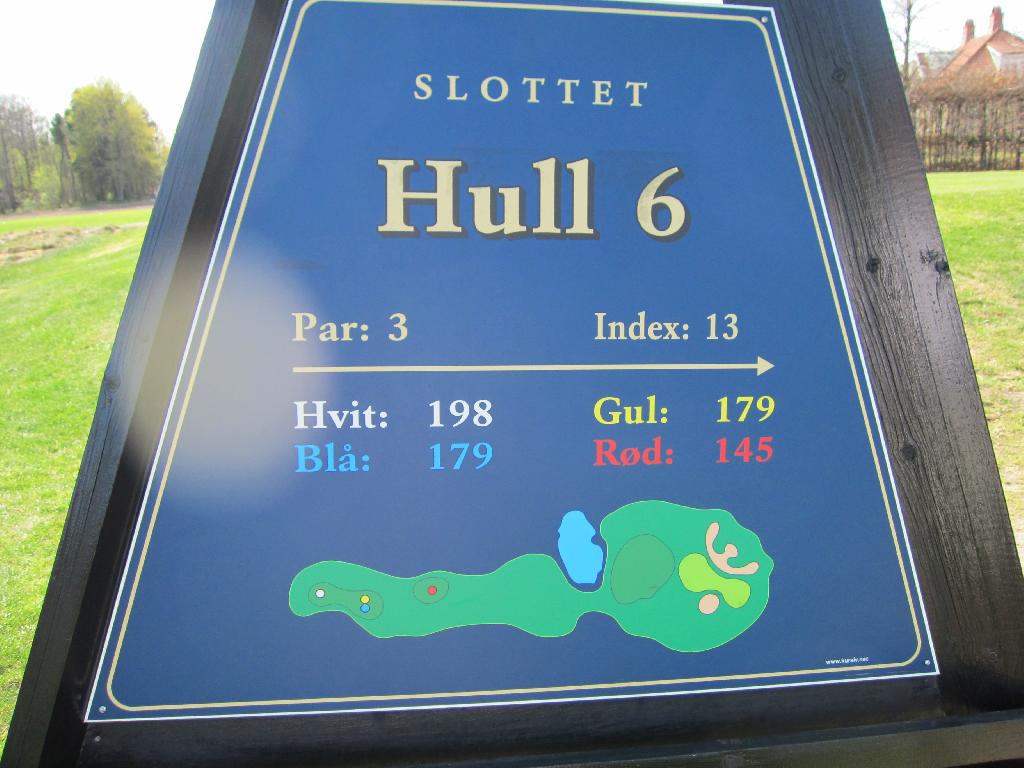 SLOTTET
Hull 6
Par: 3 Index: 13
Hvit: 198 Gul: 179
Blå: 179 Rød: 145